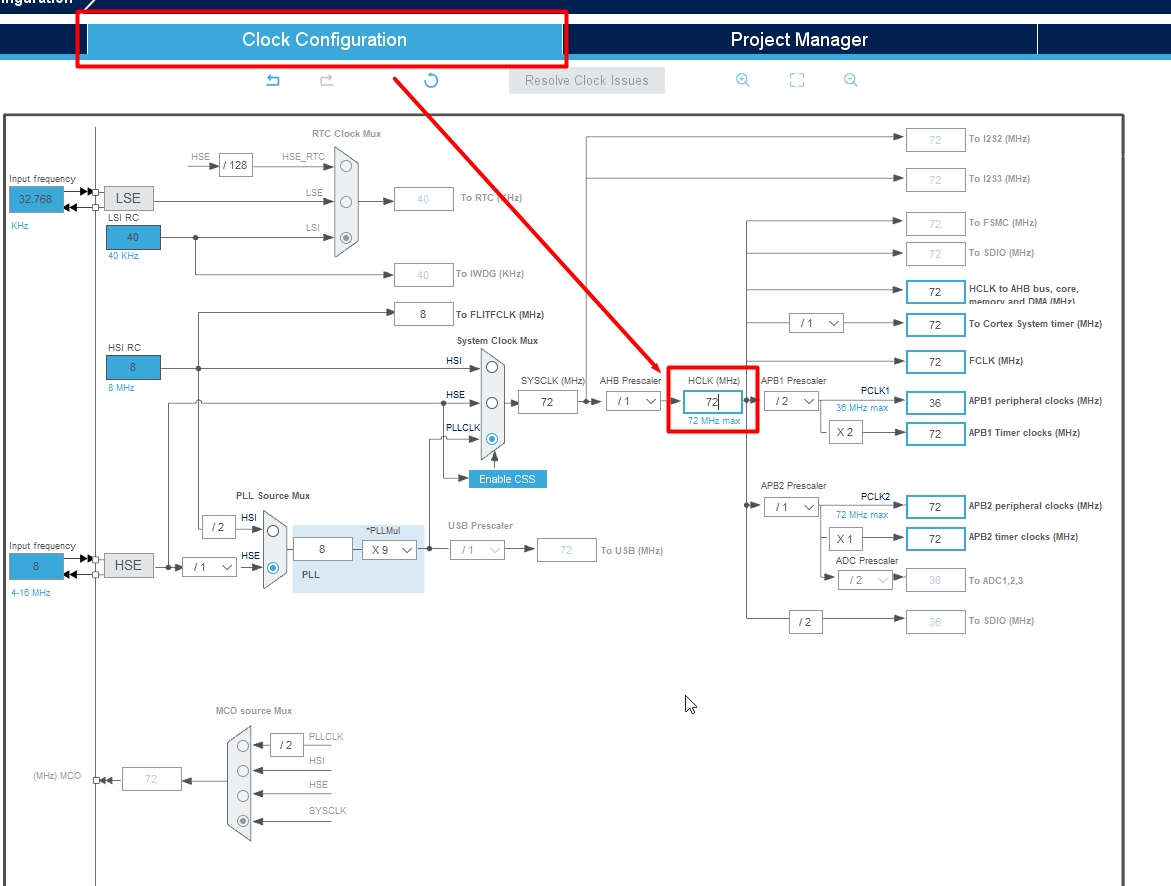 Clock Configuration
Project Manager
Resolve Clock Issues
RTC Clock Mux
HSE
/ 128
HSE_RTC
Input frequency
32.768
KHz
LSE
LSE
LSI RC
40
40 KHz
LSI
40
To RTC (KHz)
40
To IWDG (KHz)
8
To FLITFCLK (MHz)
HSI RC
8
8 MHz
System Clock Mux
HSI
HSE
PLLCLK
Enable CSS
SYSCLK (MHz)
72
AHB Prescaler
/ 1
HCLK (MHz)
72
72 MHz max
72
To I2S2 (MHz)
72
To I2S3 (MHz)
72
To FSMC (MHz)
72
To SDIO (MHz)
72
HCLK to AHB bus, core,
memory and DMA (MHz)
/ 1
72
To Cortex System timer (MHz)
72
FCLK (MHz)
APB1 Prescaler
/ 2
PCLK1
36 MHz max
36
APB1 peripheral clocks (MHz)
X 2
72
APB1 Timer clocks (MHz)
APB2 Prescaler
/ 1
PCLK2
72 MHz max
72
APB2 peripheral clocks (MHz)
X 1
72
APB2 timer clocks (MHz)
ADC Prescaler
/ 2
36
To ADC1,2,3
/ 2
36
To SDIO (MHz)
PLL Source Mux
/ 2
HSI
Input frequency
8
4-16 MHz
HSE
/ 1
HSE
8
*PLLMul
X 9
PLL
USB Prescaler
/ 1
72
To USB (MHz)
MCO source Mux
/ 2
PLLCLK
HSI
HSE
SYSCLK
(MHz) MCO
72